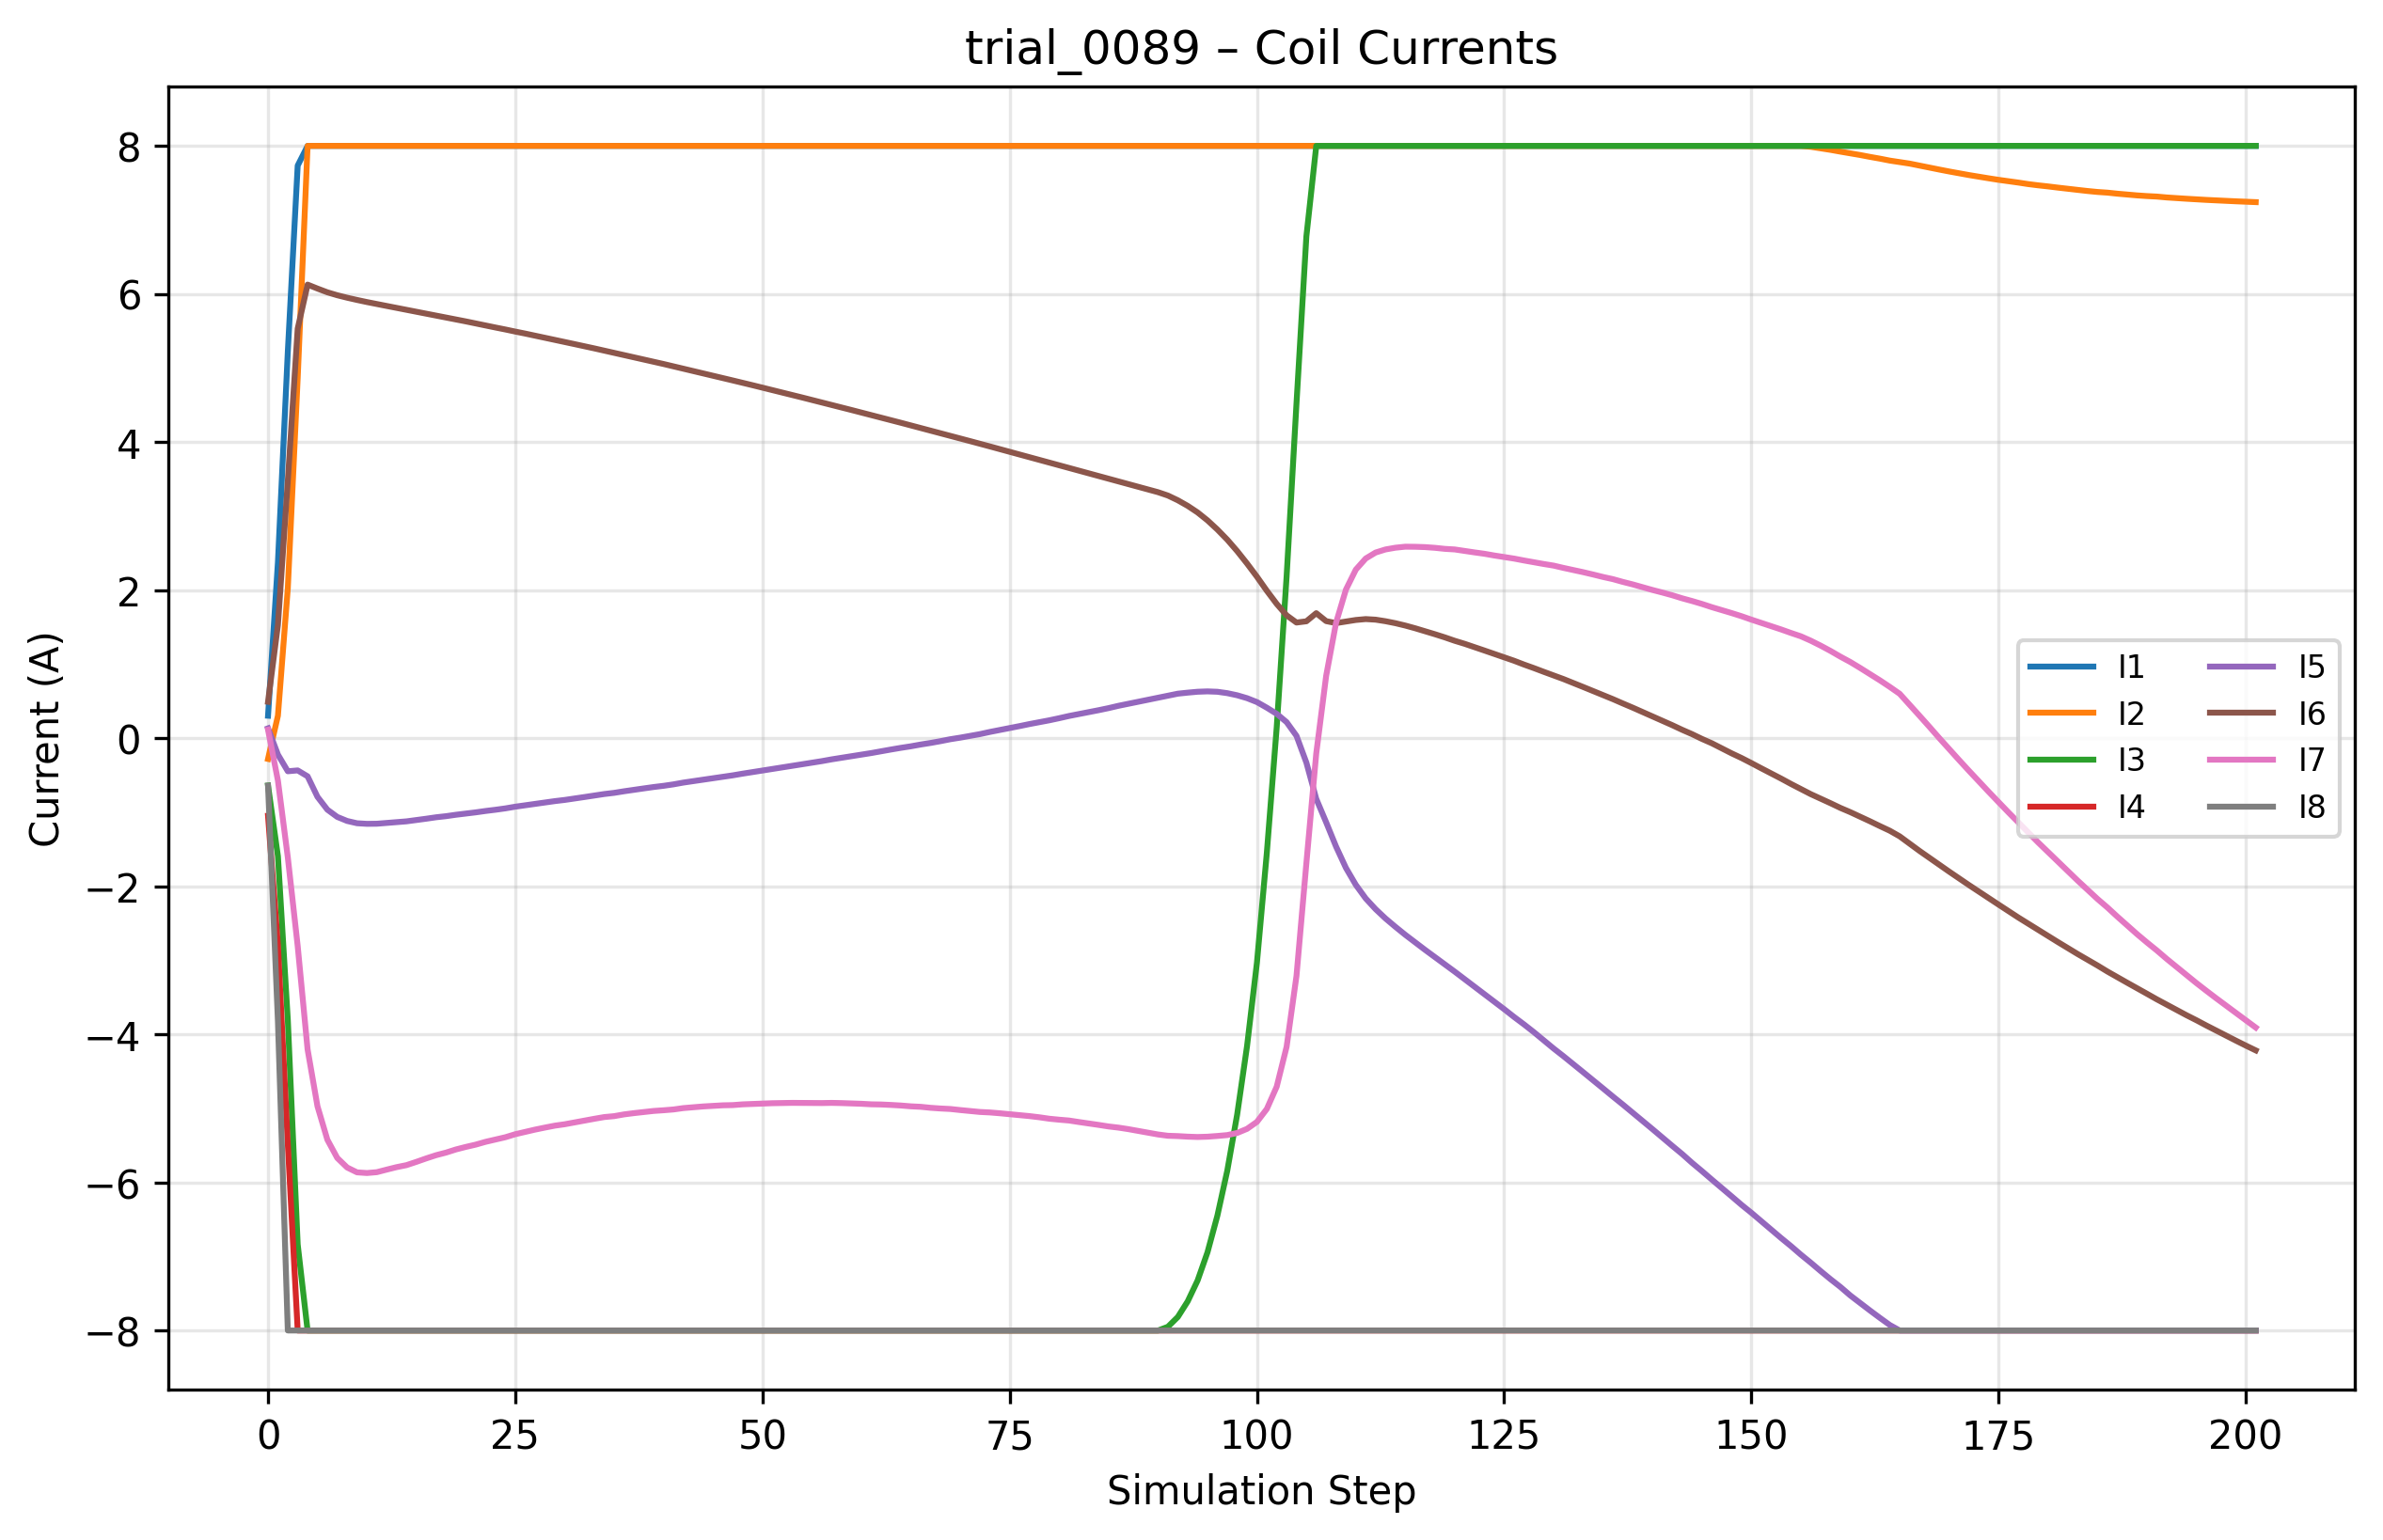 trial_0089 – Coil Currents
Current (A)
8
6
4
2
0
−2
−4
−6
−8
I1
I2
I3
I4
I5
I6
I7
I8
0 25 50 75 100 125 150 175 200
Simulation Step